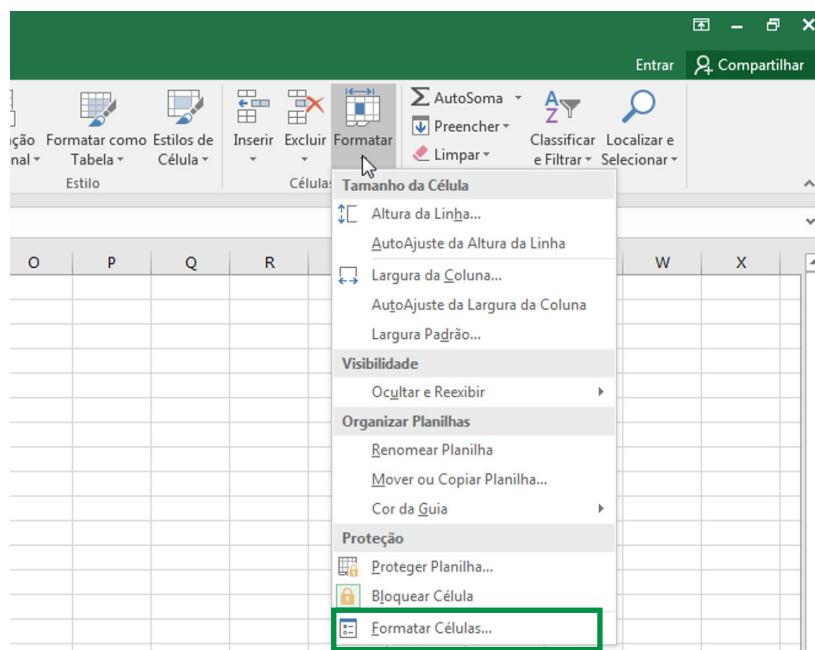 Entrar Compartilhar
ção Formatar como Estilos de Inserir Excluir Formatar
nal Tabela Célula
Estilo Células
AutoSoma
Preencher
Limpar
Classificar Localizar e
e Filtrar Selecionar
Tamanho da Célula
Altura da Linha...
AutoAjuste da Altura da Linha
Largura da Coluna...
AutoAjuste da Largura da Coluna
Largura Padrão...
Visibilidade
Ocultar e Reexibir
Organizar Planilhas
Renomear Planilha
Mover ou Copiar Planilha...
Cor da Guia
Proteção
Proteger Planilha...
Bloquear Célula
Formatar Células...
O P Q R W X